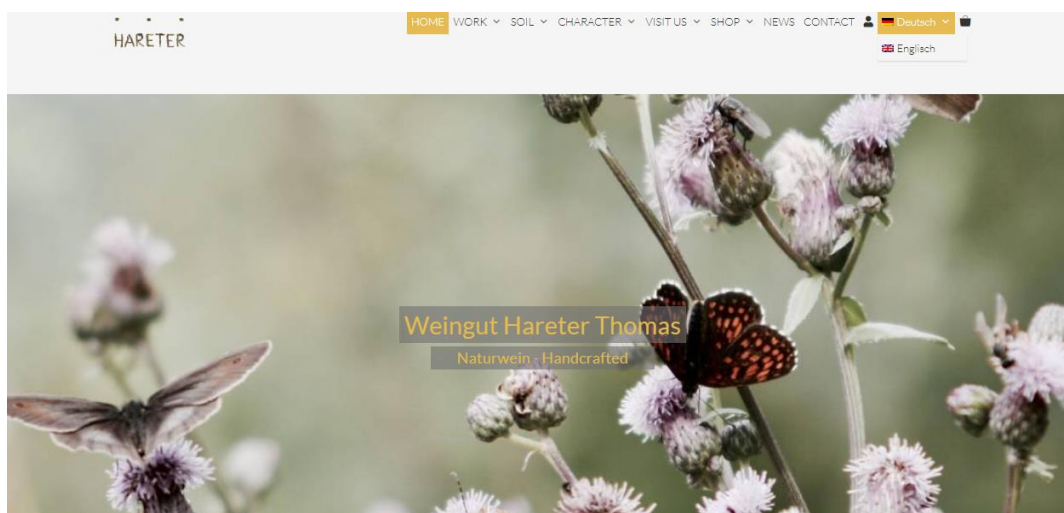 HARETER
HOME WORK SOIL CHARACTER VISIT US SHOP NEWS CONTACT Deutsch
Englisch
Weingut Hareter Thomas
Naturwein - Handcrafted